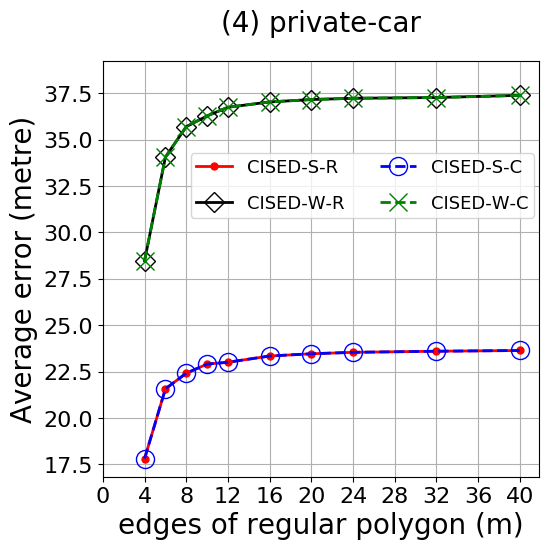 (4) private-car
Average error (metre)
37.5
35.0
32.5
30.0
27.5
25.0
22.5
20.0
17.5
CISED-S-R CISED-S-C
CISED-W-R CISED-W-C
0 4 8 12 16 20 24 28 32 36 40
edges of regular polygon (m)